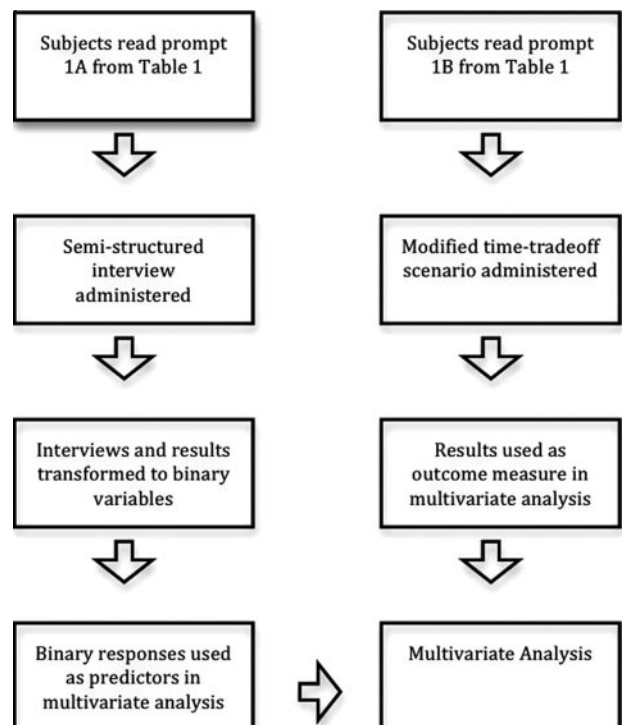 Subjects read prompt
1A from Table 1
Subjects read prompt
1B from Table 1
Semi-structured
interview
administered
Modified time-tradeoff
scenario administered
Interviews and results
transformed to binary
variables
Results used as
outcome measure in
multivariate analysis
Binary responses used
as predictors in
multivariate analysis
Multivariate Analysis